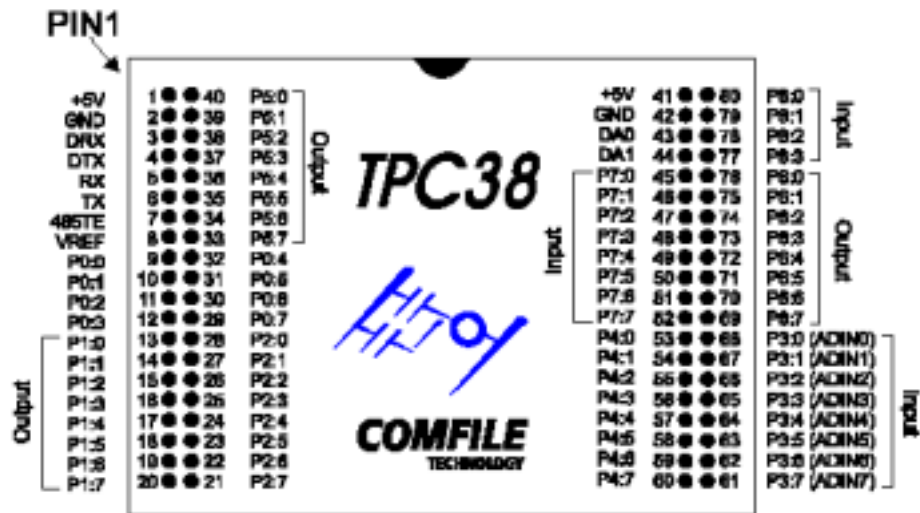 PIN1
+5V 1 40 P5:0 +5V 41 80 P8:0
GND 2 39 P5:1 GND 42 79 P8:1
DRX 3 38 P5:2 DA0 43 78 P8:2
DTX 4 37 P5:3 DA1 44 77 P8:3
RX 5 36 P5:4 P7:0 45 76 P6:0
TX 6 35 P5:5 P7:1 46 75 P6:1
485TE 7 34 P5:6 P7:2 47 74 P6:2
VREF 8 33 P5:7 P7:3 48 73 P6:3
P0:0 9 32 P0:4 P7:4 49 72 P6:4
P0:1 10 31 P0:5 P7:5 50 71 P6:5
P0:2 11 30 P0:6 P7:6 51 70 P6:6
P0:3 12 29 P0:7 P7:7 52 69 P6:7
P1:0 13 28 P2:0 P4:0 53 68 P3:0 (ADIN0)
P1:1 14 27 P2:1 P4:1 54 67 P3:1 (ADIN1)
P1:2 15 26 P2:2 P4:2 55 66 P3:2 (ADIN2)
P1:3 16 25 P2:3 P4:3 56 65 P3:3 (ADIN3)
P1:4 17 24 P2:4 P4:4 57 64 P3:4 (ADIN4)
P1:5 18 23 P2:5 P4:5 58 63 P3:5 (ADIN5)
P1:6 19 22 P2:6 P4:6 59 62 P3:6 (ADIN6)
P1:7 20 21 P2:7 P4:7 60 61 P3:7 (ADIN7)
Output
Output
TPC38
COMFILE
TECHNOLOGY
Input
Input
Output
Input